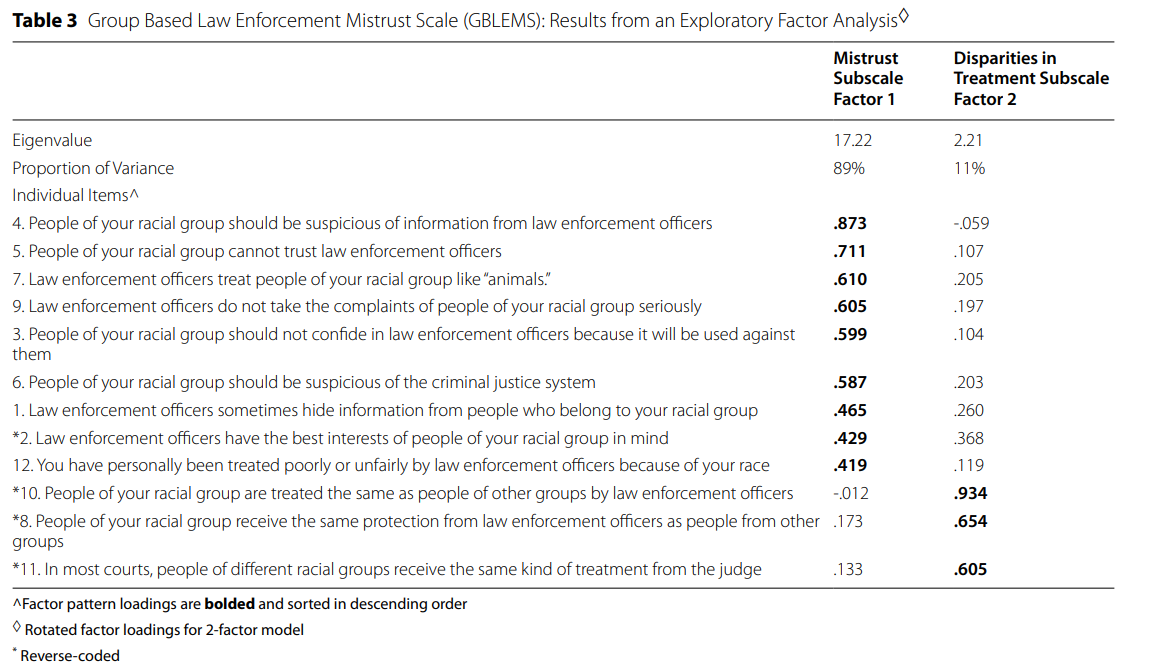 Table 3 Group Based Law Enforcement Mistrust Scale (GBLEMS): Results from an Exploratory Factor Analysis◊
Mistrust Subscale Factor 1 Disparities in Treatment Subscale Factor 2
Eigenvalue 17.22 2.21
Proportion of Variance 89% 11%
Individual Items^
4. People of your racial group should be suspicious of information from law enforcement officers .873 -.059
5. People of your racial group cannot trust law enforcement officers .711 .107
7. Law enforcement officers treat people of your racial group like “animals.” .610 .205
9. Law enforcement officers do not take the complaints of people of your racial group seriously .605 .197
3. People of your racial group should not confide in law enforcement officers because it will be used against .599 .104
them
6. People of your racial group should be suspicious of the criminal justice system .587 .203
1. Law enforcement officers sometimes hide information from people who belong to your racial group .465 .260
*2. Law enforcement officers have the best interests of people of your racial group in mind .429 .368
12. You have personally been treated poorly or unfairly by law enforcement officers because of your race .419 .119
*10. People of your racial group are treated the same as people of other groups by law enforcement officers -.012 .934
*8. People of your racial group receive the same protection from law enforcement officers as people from other .173 .654
groups
*11. In most courts, people of different racial groups receive the same kind of treatment from the judge .133 .605
^Factor pattern loadings are bolded and sorted in descending order
◊ Rotated factor loadings for 2-factor model
* Reverse-coded